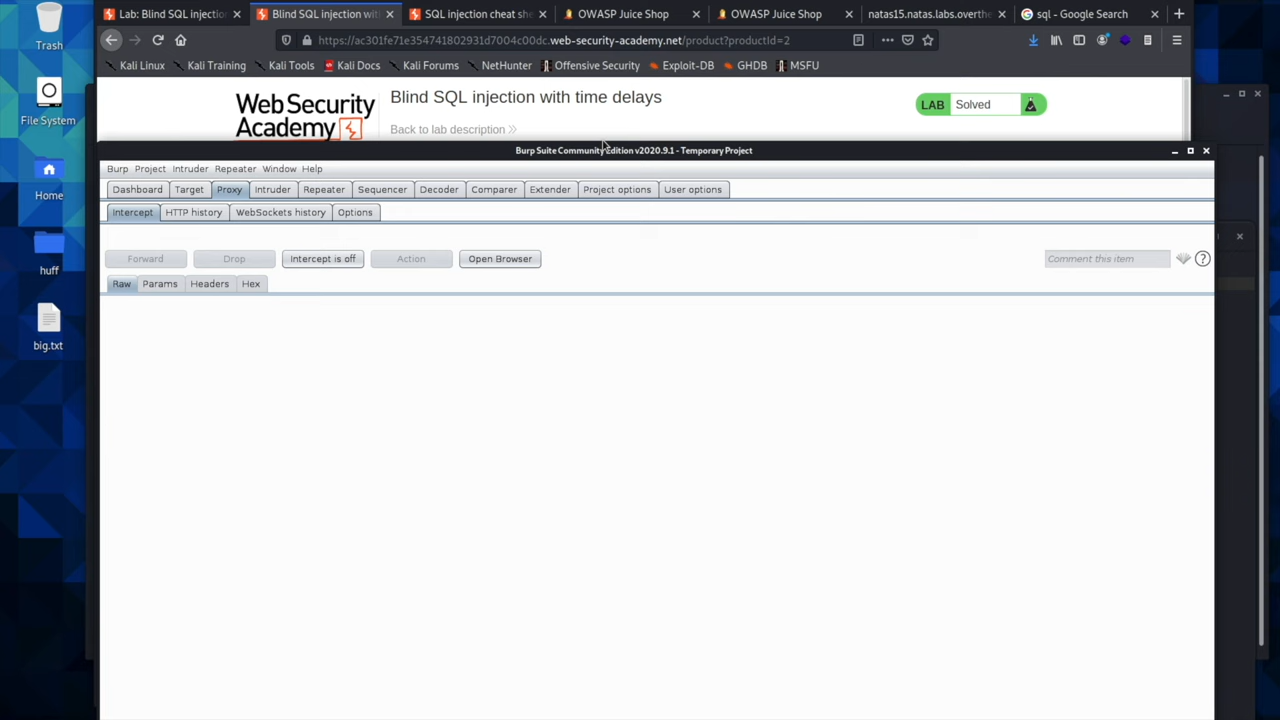 Trash
File System
Home
huff
big.txt
Lab: Blind SQL injectio
Blind SQL injection wit
SQL injection cheat she
OWASP Juice Shop
OWASP Juice Shop
natas15.natas.labs.overthe
sql - Google Search
https://ac301fe71e354741802931d7004c00dc.web-security-academy.net/product?productId=2
Kali Linux
Kali Training
Kali Tools
Kali Docs
Kali Forums
NetHunter
Offensive Security
Exploit-DB
GHDB
MSFU
Web Security
Academy
Blind SQL injection with time delays
Back to lab description
LAB
Solved
Burp Suite Community Edition v2020.9.1 - Temporary Project
Burp
Project
Intruder
Repeater
Window
Help
Dashboard
Target
Proxy
Intruder
Repeater
Sequencer
Decoder
Comparer
Extender
Project options
User options
Intercept
HTTP history
WebSockets history
Options
Forward
Drop
Intercept is off
Action
Open Browser
Comment this item
?
Raw
Params
Headers
Hex